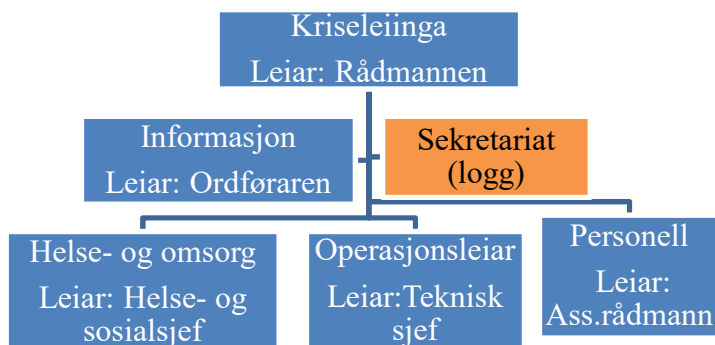 Kriseleiinga
Leiar: Rådmannen
Informasjon
Leiar: Ordføraren
Sekretariat
(logg)
Helse- og omsorg
Leiar: Helse- og
sosialsjef
Operasjonsleiar
Leiar:Teknisk
sjef
Personell
Leiar:
Ass.rådmann